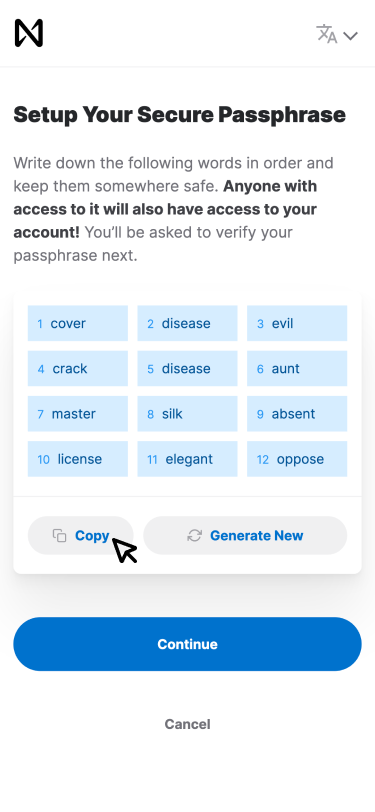 Setup Your Secure Passphrase
Write down the following words in order and
keep them somewhere safe. Anyone with
access to it will also have access to your
account! You’ll be asked to verify your
passphrase next.
1 cover 2 disease 3 evil
4 crack 5 disease 6 aunt
7 master 8 silk 9 absent
10 license 11 elegant 12 oppose
Copy Generate New
Continue
Cancel